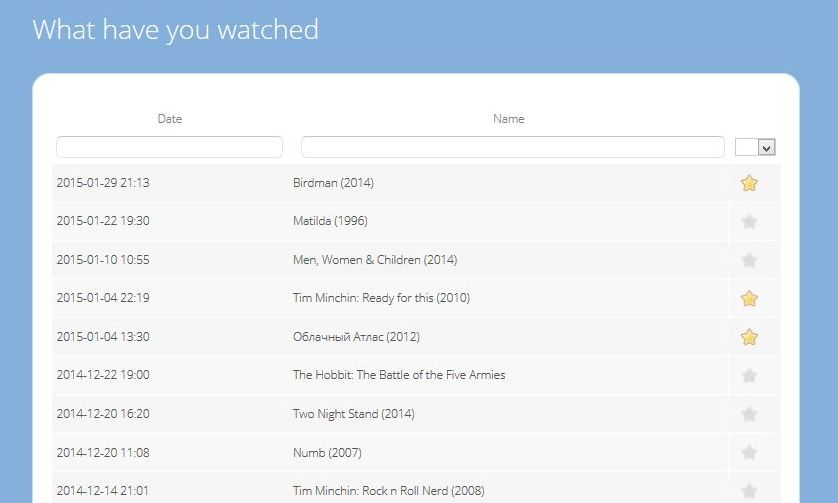 What have you watched
Date Name
2015-01-29 21:13 Birdman (2014)
2015-01-22 19:30 Matilda (1996)
2015-01-10 10:55 Men, Women & Children (2014)
2015-01-04 22:19 Tim Minchin: Ready for this (2010)
2015-01-04 13:30 Облачный Атлас (2012)
2014-12-22 19:00 The Hobbit: The Battle of the Five Armies
2014-12-20 16:20 Two Night Stand (2014)
2014-12-20 11:08 Numb (2007)
2014-12-14 21:01 Tim Minchin: Rock n Roll Nerd (2008)